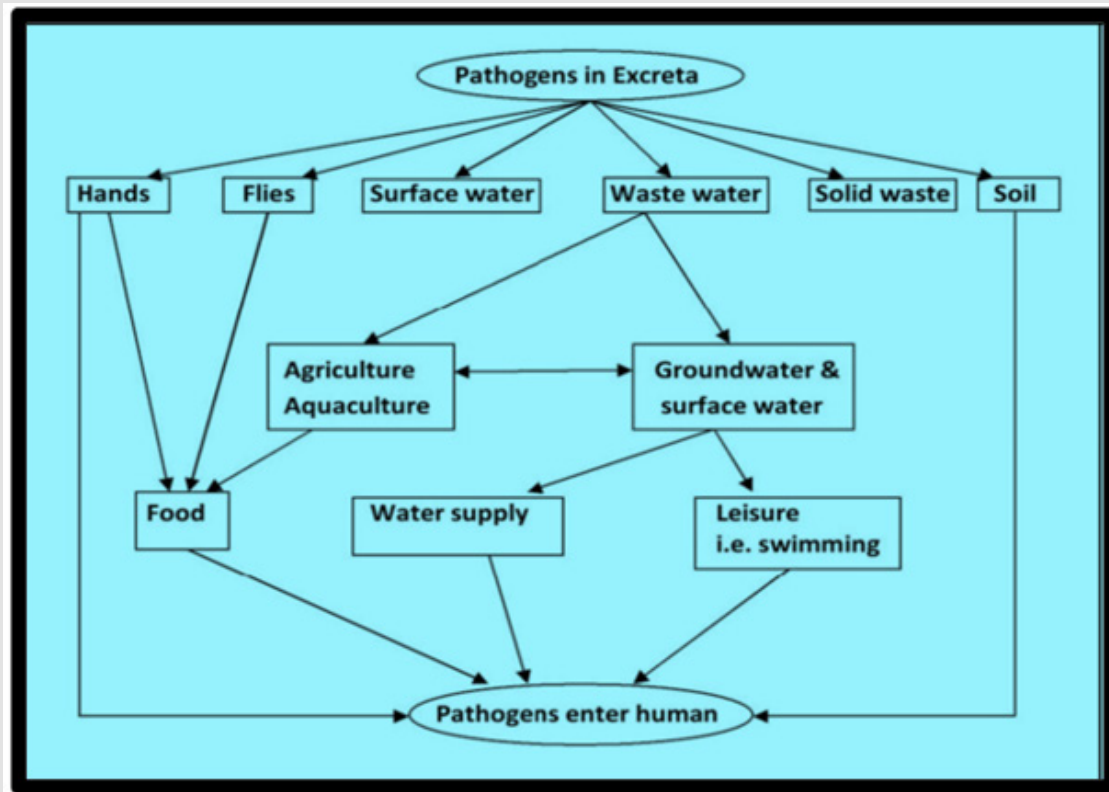 Pathogens in Excreta
Hands
Flies
Surface water
Waste water
Solid waste
Soil
Agriculture
Aquaculture
Groundwater &
surface water
Food
Water supply
Leisure
i.e. swimming
Pathogens enter human